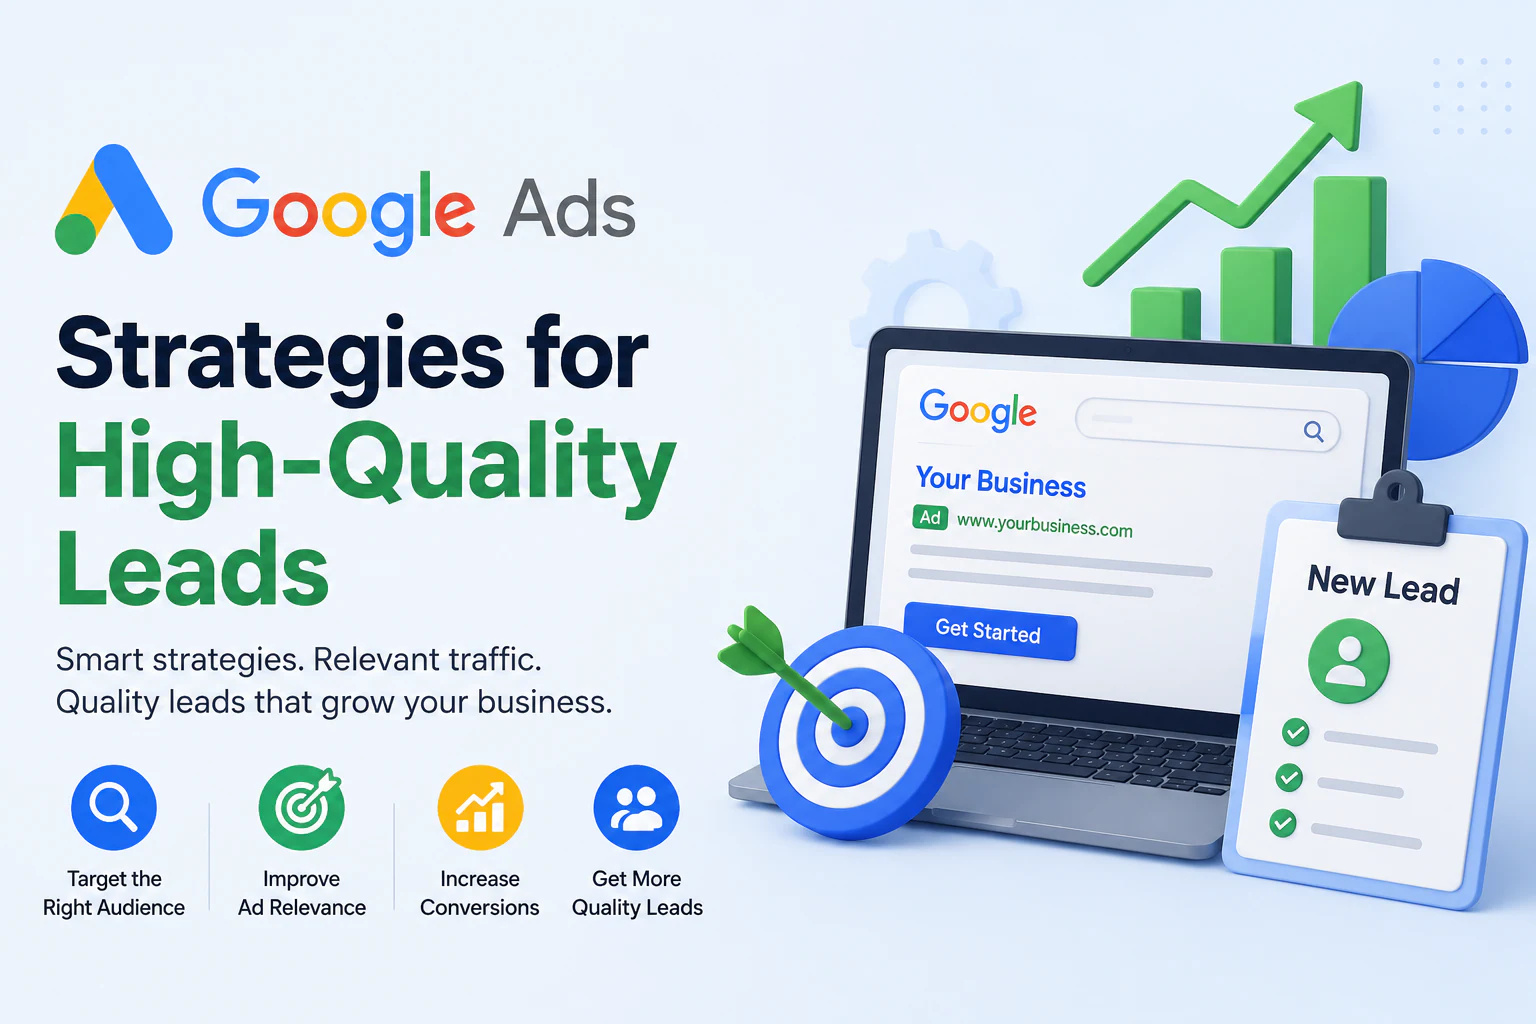 Google Ads
Strategies for
High-Quality
Leads
Smart strategies. Relevant traffic.
Quality leads that grow your business.
Target the
Right Audience
Improve
Ad Relevance
Increase
Conversions
Get More
Quality Leads
Google
Your Business
Ad www.yourbusiness.com
Get Started
New Lead